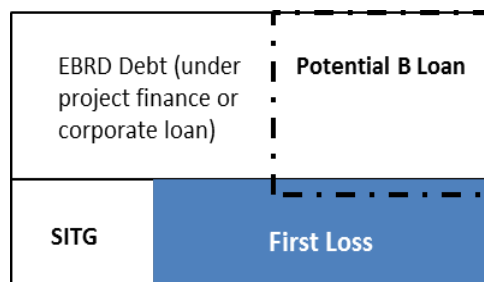 EBRD Debt (under
project finance or
corporate loan)
Potential B Loan
SITG
First Loss